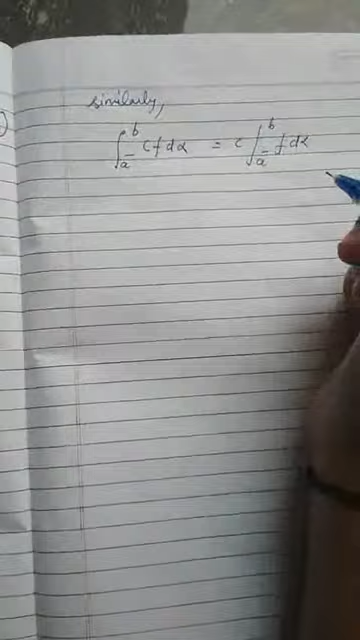 similarly,
∫_a^b cf dα = c ∫_a^b f dα